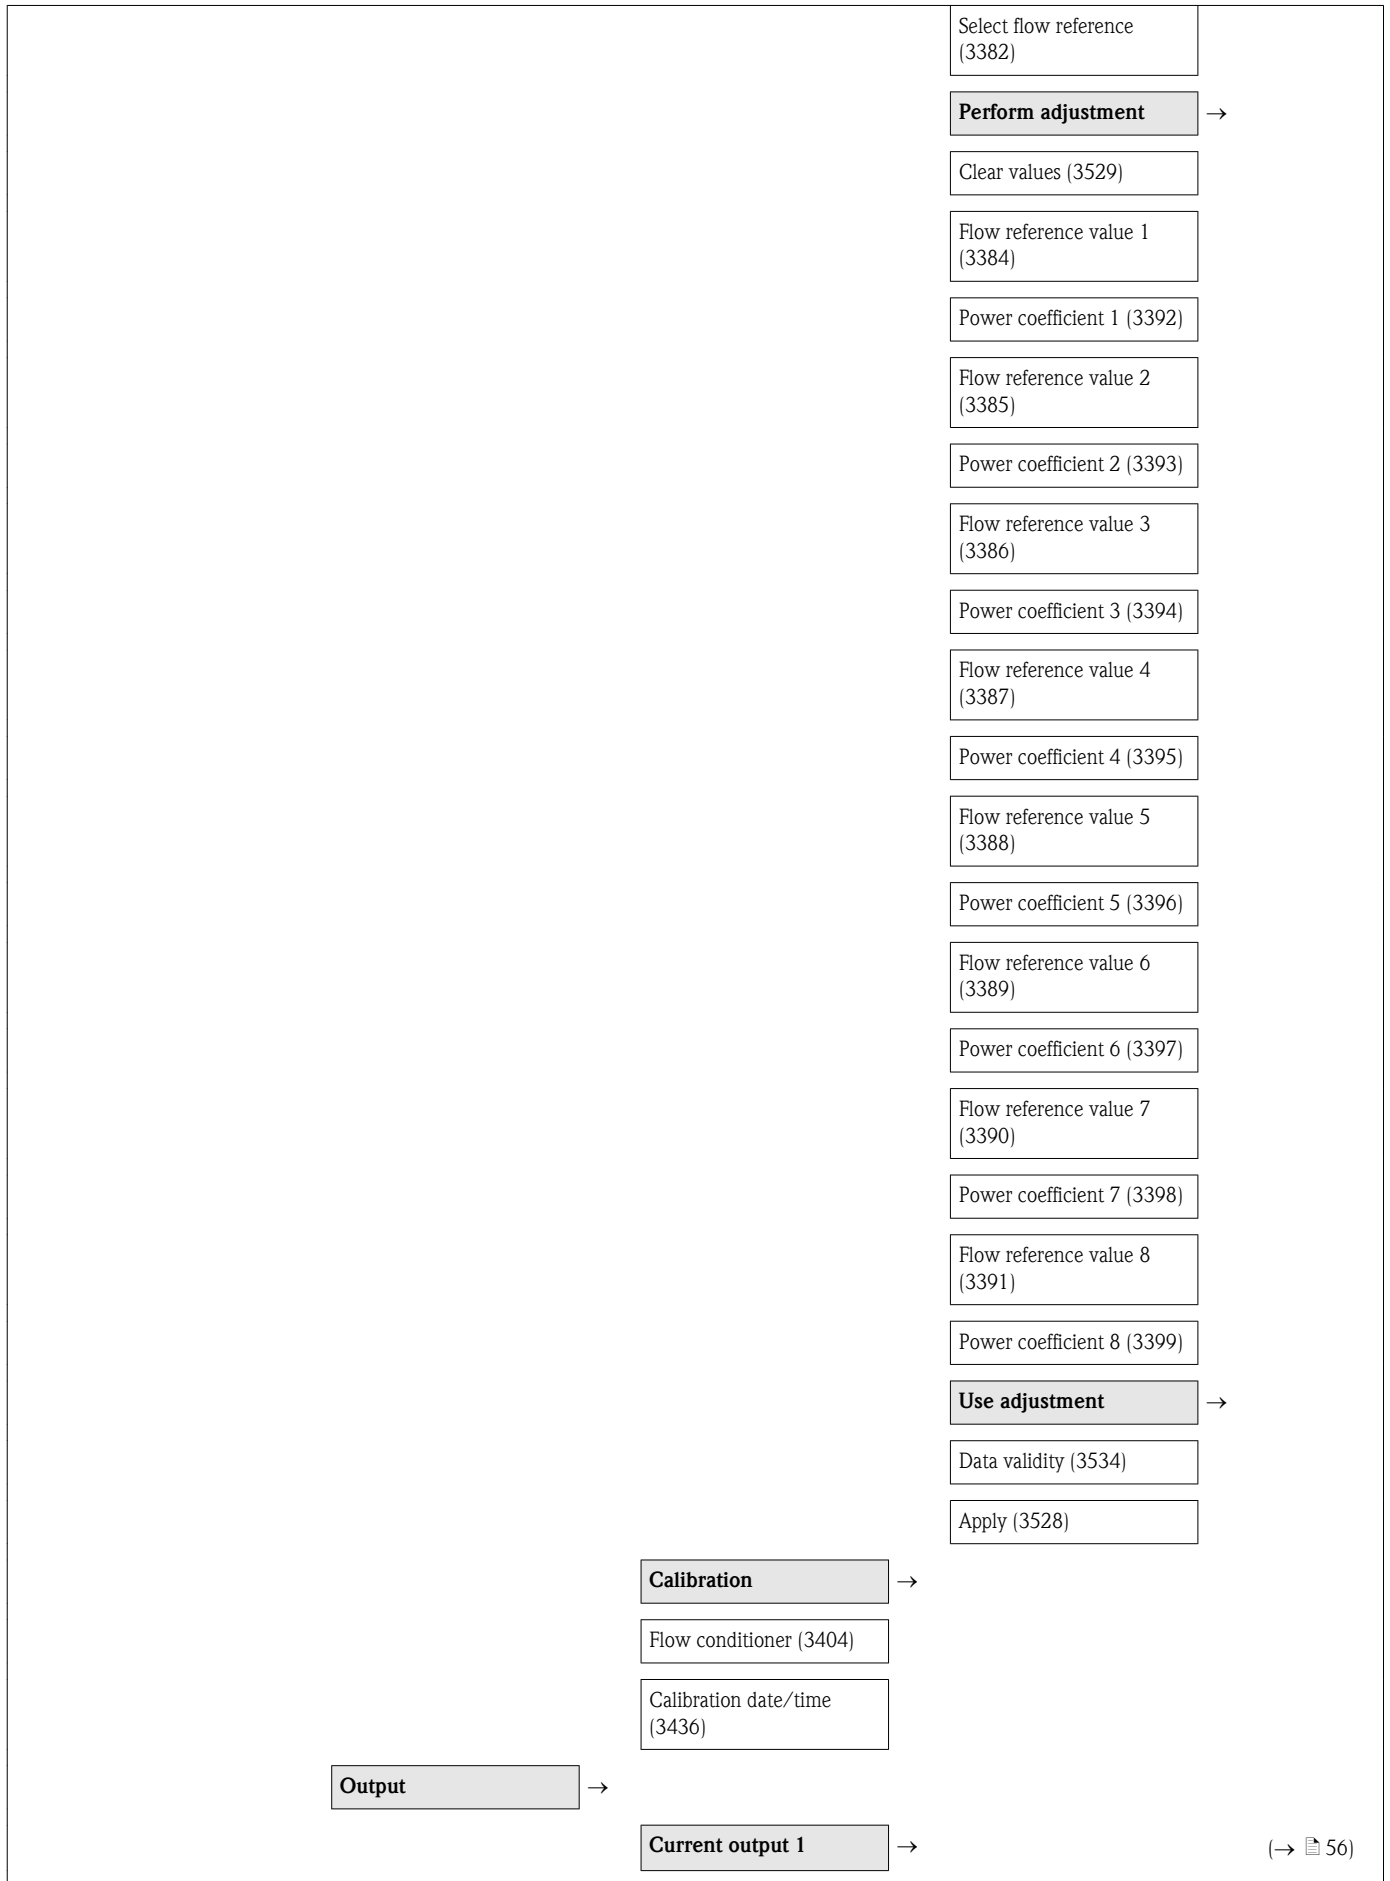 Select flow reference
(3382)
Perform adjustment →
Clear values (3529)
Flow reference value 1
(3384)
Power coefficient 1 (3392)
Flow reference value 2
(3385)
Power coefficient 2 (3393)
Flow reference value 3
(3386)
Power coefficient 3 (3394)
Flow reference value 4
(3387)
Power coefficient 4 (3395)
Flow reference value 5
(3388)
Power coefficient 5 (3396)
Flow reference value 6
(3389)
Power coefficient 6 (3397)
Flow reference value 7
(3390)
Power coefficient 7 (3398)
Flow reference value 8
(3391)
Power coefficient 8 (3399)
Use adjustment →
Data validity (3534)
Apply (3528)
Calibration →
Flow conditioner (3404)
Calibration date/time
(3436)
Output →
Current output 1 → (→ 🖹 56)